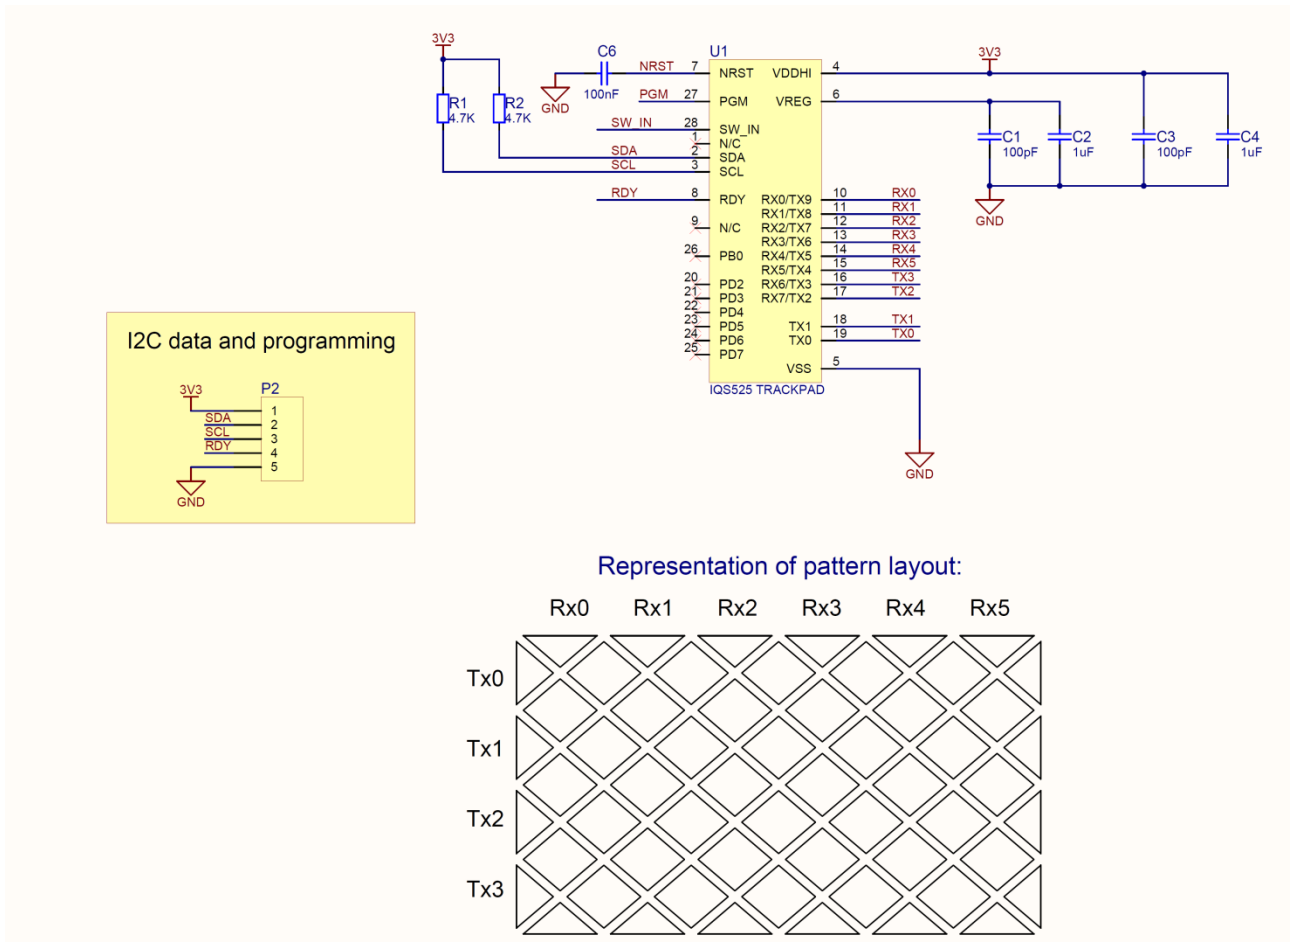 3V3
R1
4.7K
R2
4.7K
C6
100nF
GND
NRST 7
PGM 27
SW_IN 28
1
SDA 2
SCL 3
RDY 8
9
26
20
21
22
23
24
25
U1
NRST VDDHI 4
PGM VREG 6
SW_IN
N/C
SDA
SCL
RDY RX0/TX9 10 RX0
RX1/TX8 11 RX1
N/C RX2/TX7 12 RX2
RX3/TX6 13 RX3
PB0 RX4/TX5 14 RX4
RX5/TX4 15 RX5
PD2 RX6/TX3 16 TX3
PD3 RX7/TX2 17 TX2
PD4
PD5 TX1 18 TX1
PD6 TX0 19 TX0
PD7
VSS 5
IQS525 TRACKPAD
GND
3V3
C1
100pF
C2
1uF
C3
100pF
C4
1uF
GND
I2C data and programming
3V3
P2
1
SDA 2
SCL 3
RDY 4
5
GND
Representation of pattern layout:
Rx0 Rx1 Rx2 Rx3 Rx4 Rx5
Tx0
Tx1
Tx2
Tx3